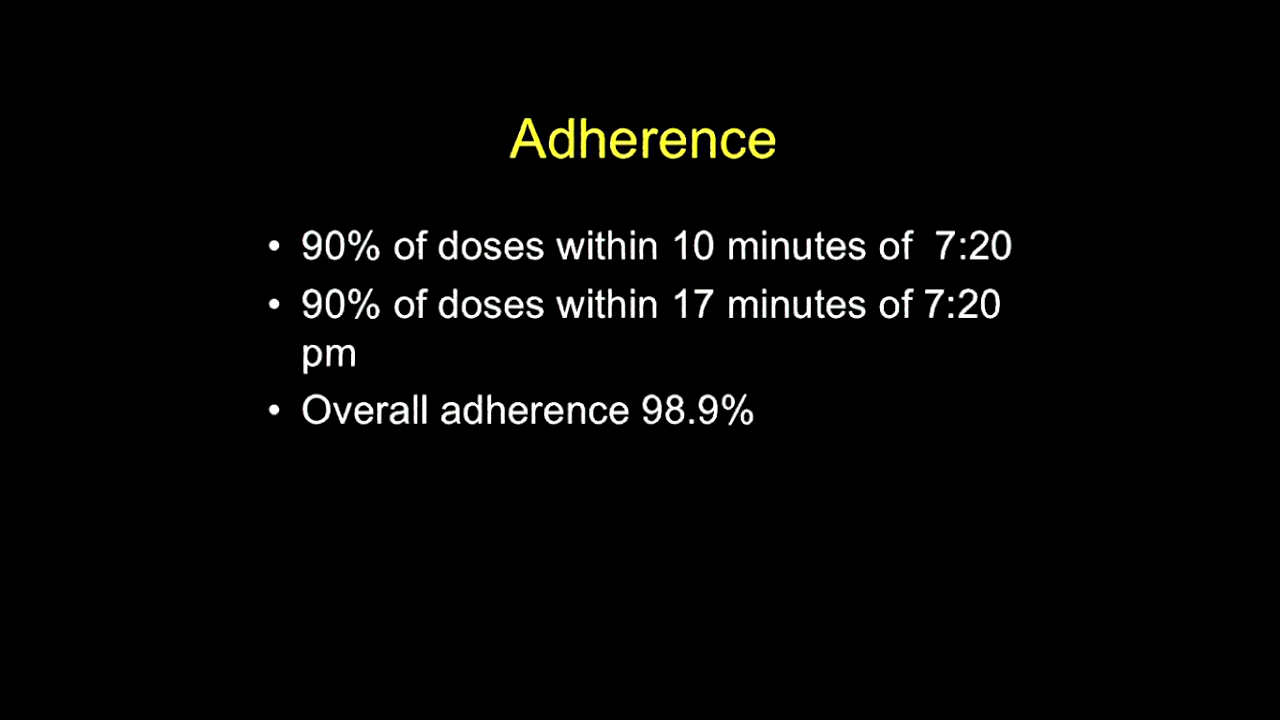 Adherence
• 90% of doses within 10 minutes of  7:20
• 90% of doses within 17 minutes of 7:20
pm
• Overall adherence 98.9%